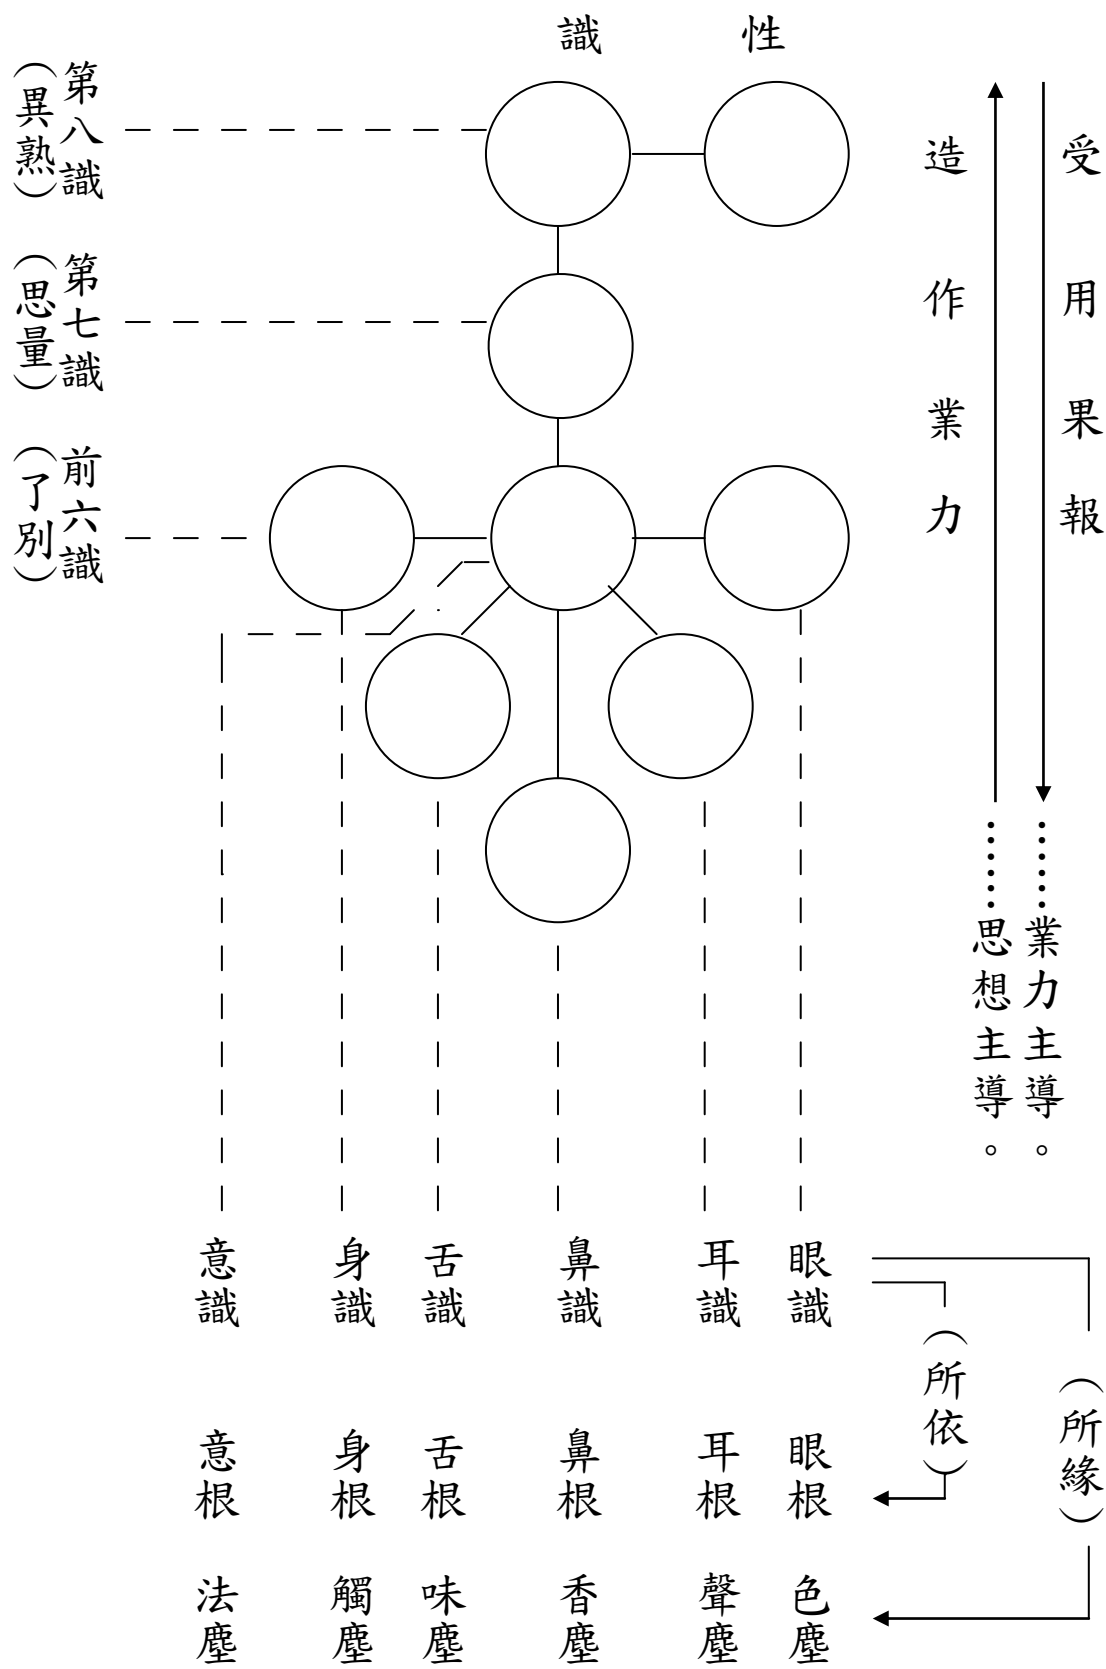 性
識
受用果報
造作業力
……業力主導。
……思想主導。
第八識
（異熟）
第七識
（思量）
前六識
（了別）
眼識
耳識
鼻識
舌識
身識
意識
（所依）
（所緣）
眼根
耳根
鼻根
舌根
身根
意根
色塵
聲塵
香塵
味塵
觸塵
法塵